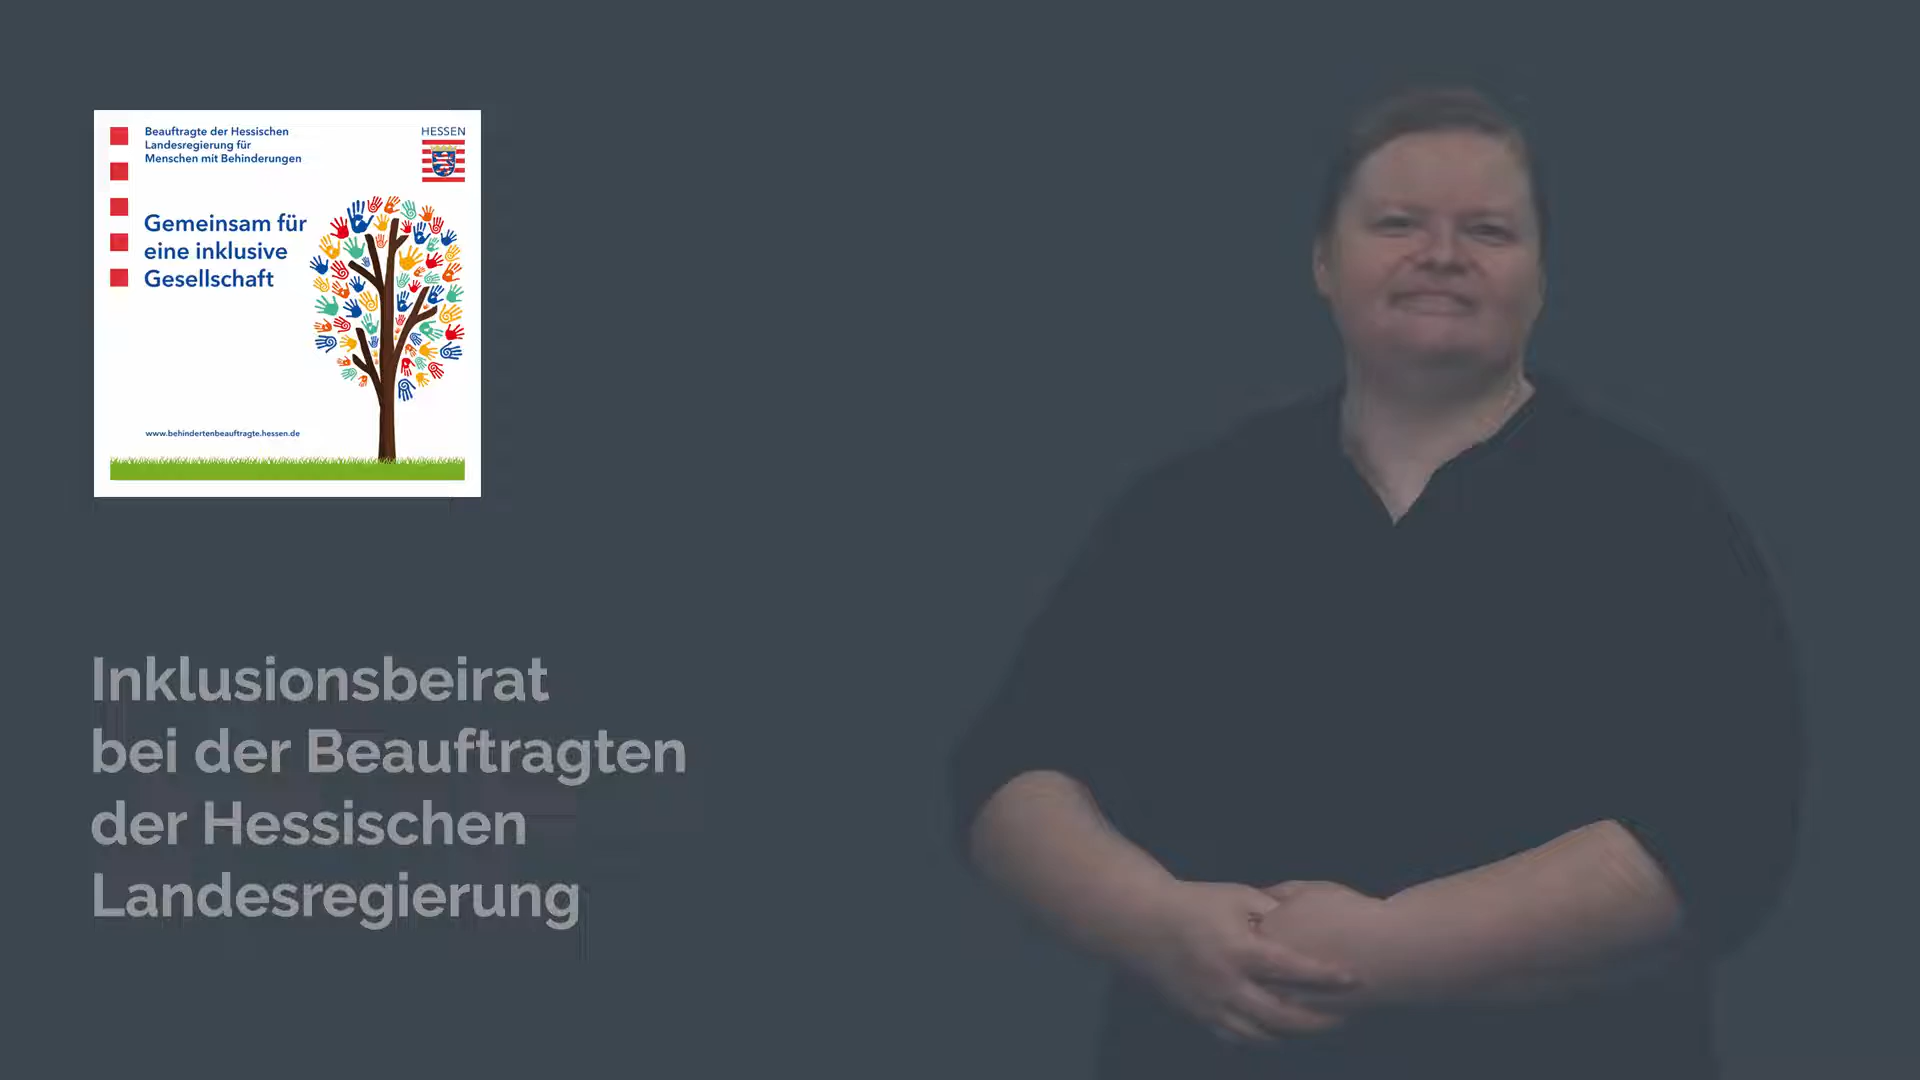 Beauftragte der Hessischen
Landesregierung für
Menschen mit Behinderungen
HESSEN
Gemeinsam für
eine inklusive
Gesellschaft
www.behindertenbeauftragte.hessen.de
Inklusionsbeirat
bei der Beauftragten
der Hessischen
Landesregierung